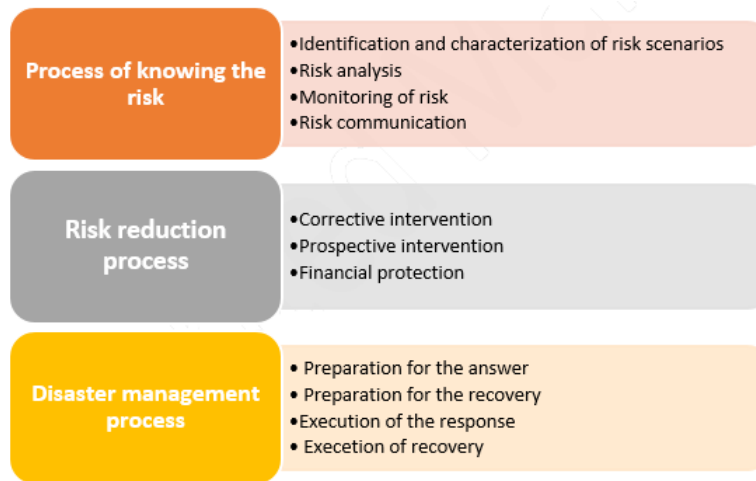 Process of knowing the
risk
•Identification and characterization of risk scenarios
•Risk analysis
•Monitoring of risk
•Risk communication
Risk reduction
process
•Corrective intervention
•Prospective intervention
•Financial protection
Disaster management
process
• Preparation for the answer
• Preparation for the recovery
•Execution of the response
• Execetion of recovery